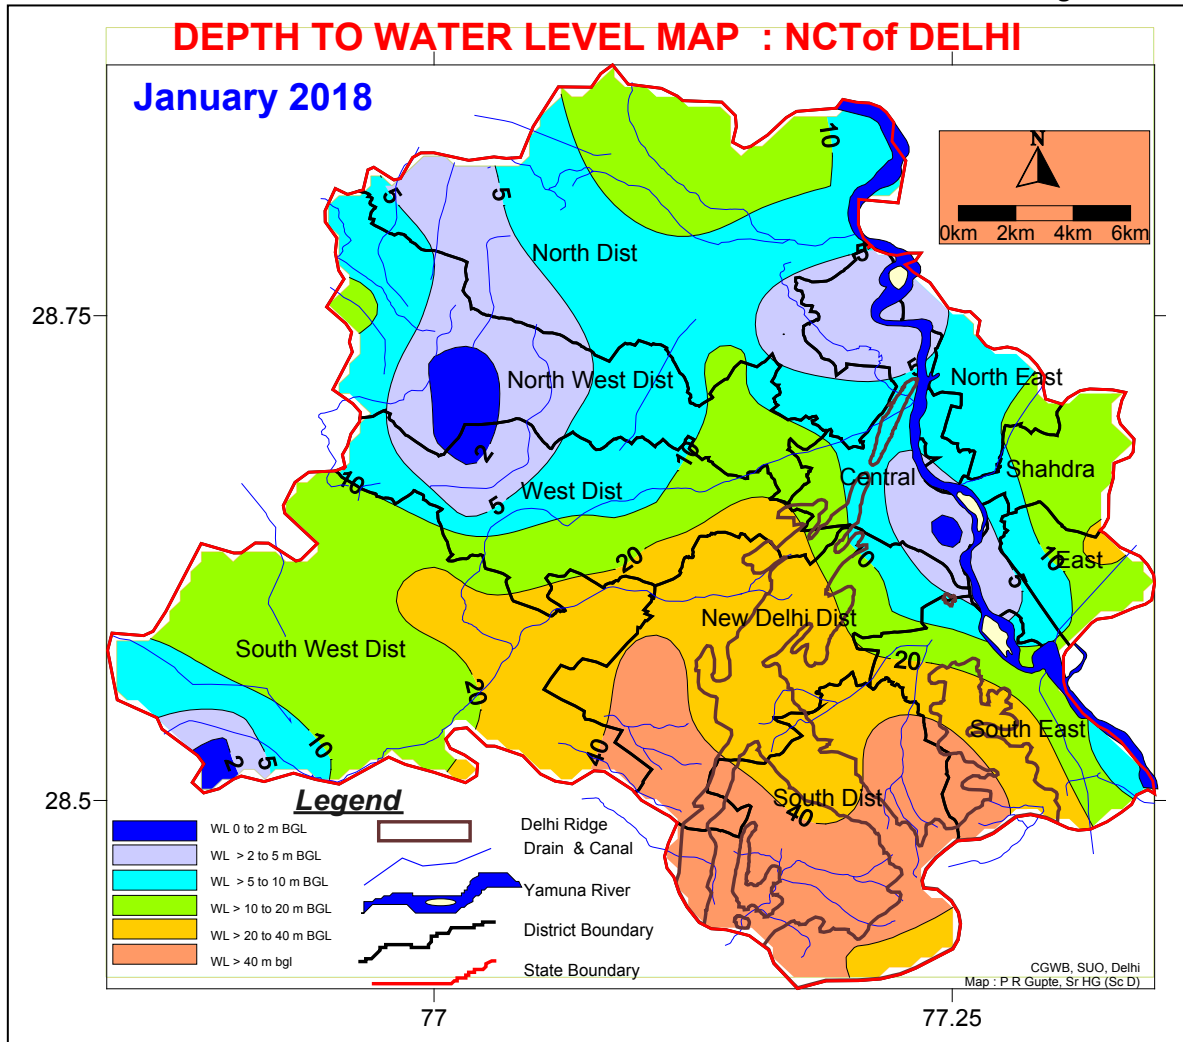 DEPTH TO WATER LEVEL MAP : NCTof DELHI
January 2018
N
0km 2km 4km 6km
10
5
5
North Dist
5
28.75
North West Dist
5
North East
2
10
15
Central
Shahdra
West Dist
5
20
10
10
East
5
5
New Delhi Dist
South West Dist
20
20
10
40
South East
2
5
South Dist
40
28.5
Legend
WL 0 to 2 m BGL
WL > 2 to 5 m BGL
WL > 5 to 10 m BGL
WL > 10 to 20 m BGL
WL > 20 to 40 m BGL
WL > 40 m bgl
Delhi Ridge
Drain & Canal
Yamuna River
District Boundary
State Boundary
CGWB, SUO, Delhi
Map : P R Gupte, Sr HG (Sc D)
77
77.25